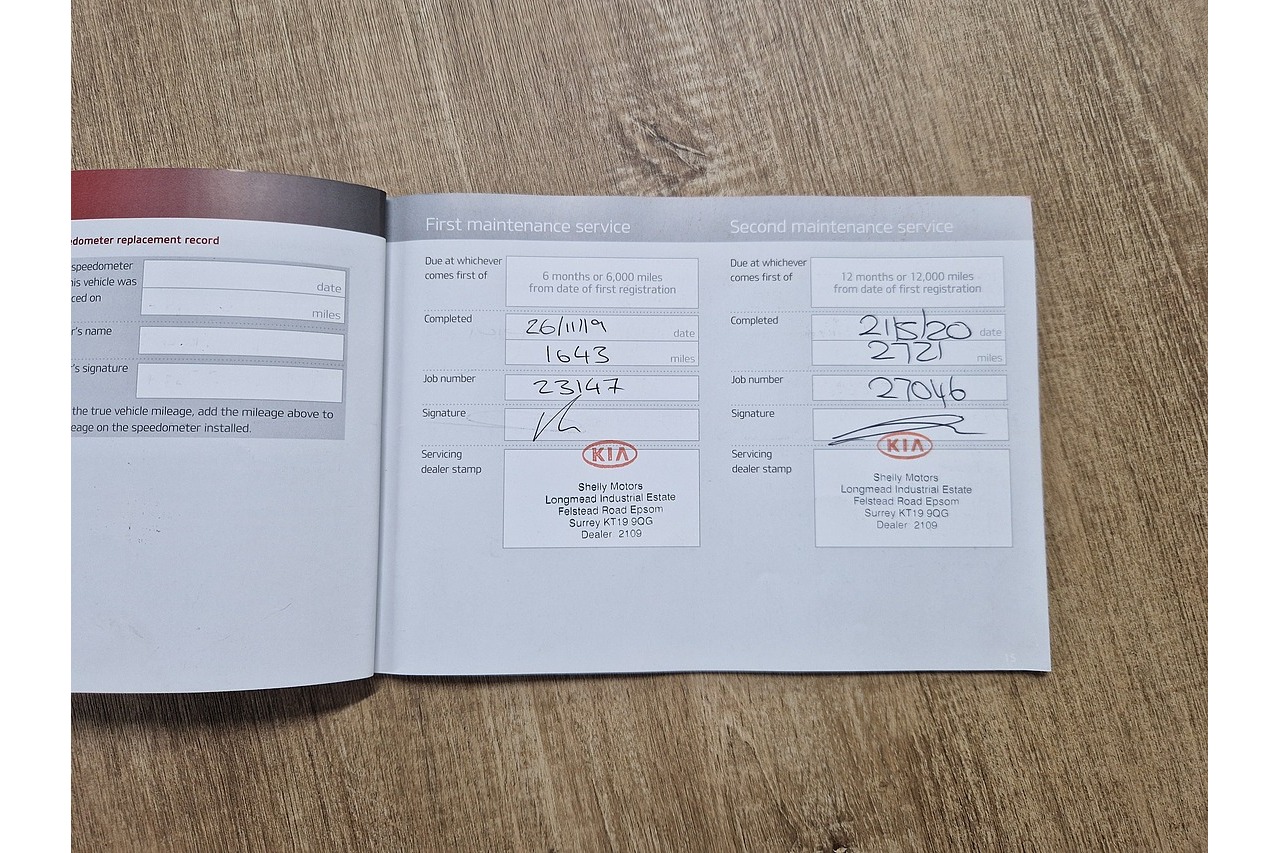 edometer replacement record
speedometer
his vehicle was
ced on
date
miles
r's name
r's signature
the true vehicle mileage, add the mileage above to
eage on the speedometer installed.
First maintenance service
Due at whichever
comes first of
6 months or 6,000 miles
from date of first registration
Completed
26/11/19 date
1643 miles
Job number
23147
Signature
Servicing
dealer stamp
KIA
Shelly Motors
Longmead Industrial Estate
Felstead Road Epsom
Surrey KT19 9QG
Dealer 2109
Second maintenance service
Due at whichever
comes first of
12 months or 12,000 miles
from date of first registration
Completed
21/5/20 date
2721 miles
Job number
27046
Signature
Servicing
dealer stamp
KIA
Shelly Motors
Longmead Industrial Estate
Felstead Road Epsom
Surrey KT19 9QG
Dealer 2109
15